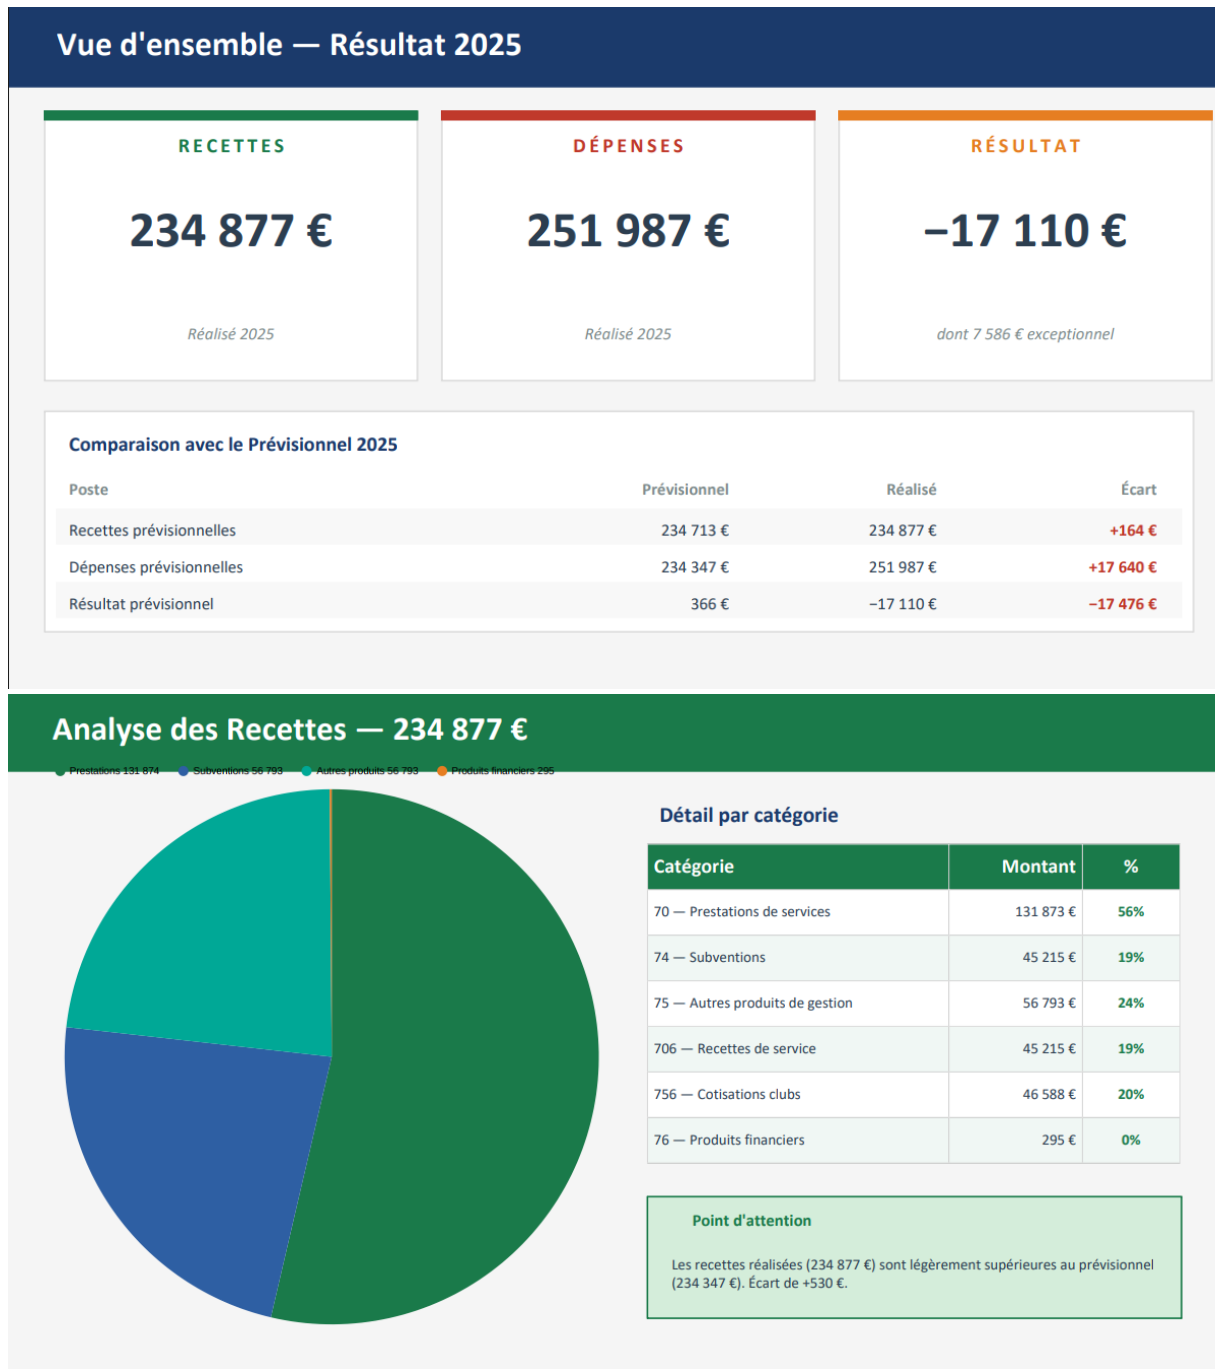 Vue d'ensemble — Résultat 2025
RECETTES
234 877 €
Réalisé 2025
DÉPENSES
251 987 €
Réalisé 2025
RÉSULTAT
−17 110 €
dont 7 586 € exceptionnel
Comparaison avec le Prévisionnel 2025
Poste Prévisionnel Réalisé Écart
Recettes prévisionnelles 234 713 € 234 877 € +164 €
Dépenses prévisionnelles 234 347 € 251 987 € +17 640 €
Résultat prévisionnel 366 € −17 110 € −17 476 €
Analyse des Recettes — 234 877 €
Prestations 131 874 Subventions 56 793 Autres produits 56 793 Produits financiers 295
Détail par catégorie
Catégorie Montant %
70 — Prestations de services 131 873 € 56%
74 — Subventions 45 215 € 19%
75 — Autres produits de gestion 56 793 € 24%
706 — Recettes de service 45 215 € 19%
756 — Cotisations clubs 46 588 € 20%
76 — Produits financiers 295 € 0%
Point d'attention
Les recettes réalisées (234 877 €) sont légèrement supérieures au prévisionnel
(234 347 €). Écart de +530 €.